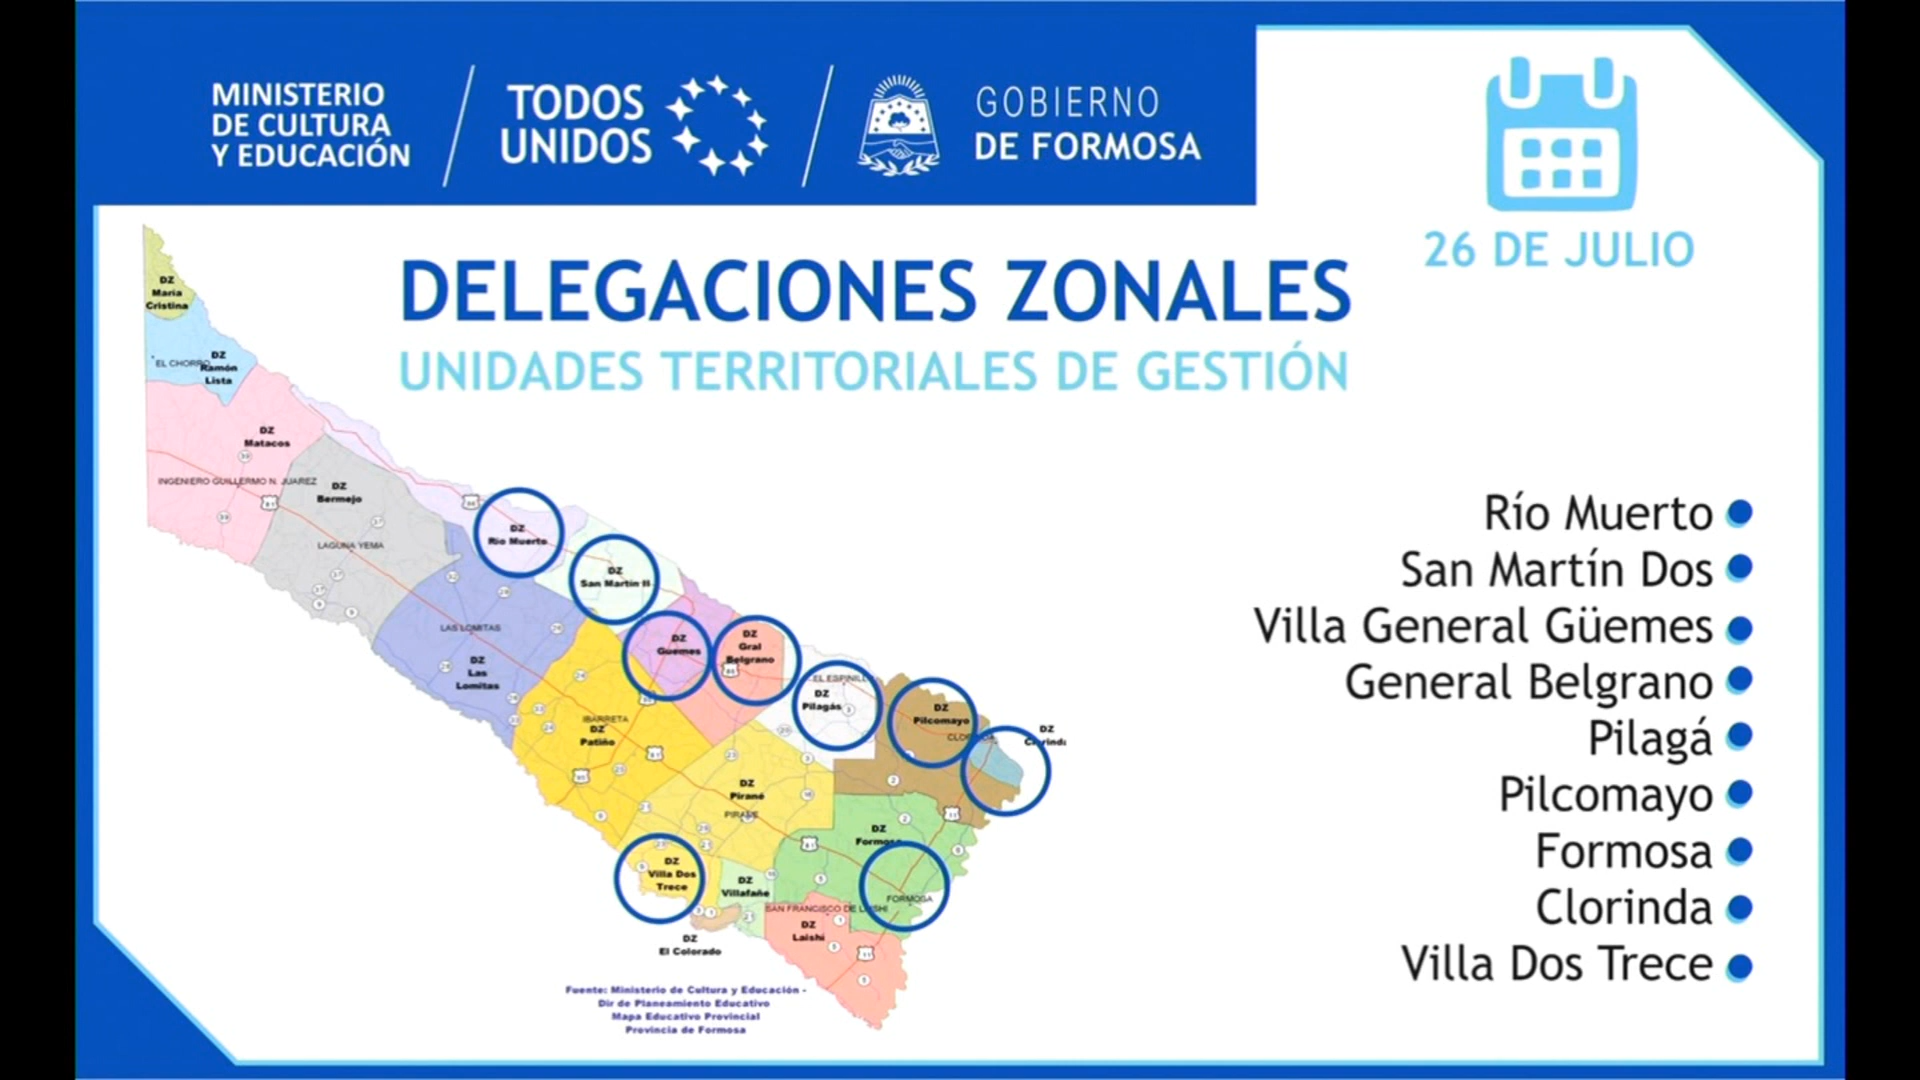 MINISTERIO
DE CULTURA
Y EDUCACIÓN
TODOS
UNIDOS
GOBIERNO
DE FORMOSA
26 DE JULIO
DELEGACIONES ZONALES
UNIDADES TERRITORIALES DE GESTIÓN
DZ
María
Cristina
EL CHORRO
DZ
Ramón
Lista
DZ
Matacos
INGENIERO GUILLERMO N. JUAREZ
DZ
Bermejo
LAGUNA YEMA
DZ
Rio Muerto
DZ
San Martin II
LAS LOMITAS
DZ
Las
Lomitas
DZ
Guemes
DZ
Gral
Belgrano
EL ESPINILLO
DZ
Pilagás
DZ
Pilcomayo
CLORINDA
DZ
Clorinda
IBARRETA
DZ
Patiño
DZ
Pirané
PIRANE
DZ
Formosa
FORMOSA
DZ
Villa Dos
Trece
DZ
Villafañe
SAN FRANCISCO DE LAISHI
DZ
Laishi
DZ
El Colorado
Fuente: Ministerio de Cultura y Educación -
Dir de Planeamiento Educativo
Mapa Educativo Provincial
Provincia de Formosa
Río Muerto
San Martín Dos
Villa General Güemes
General Belgrano
Pilagá
Pilcomayo
Formosa
Clorinda
Villa Dos Trece